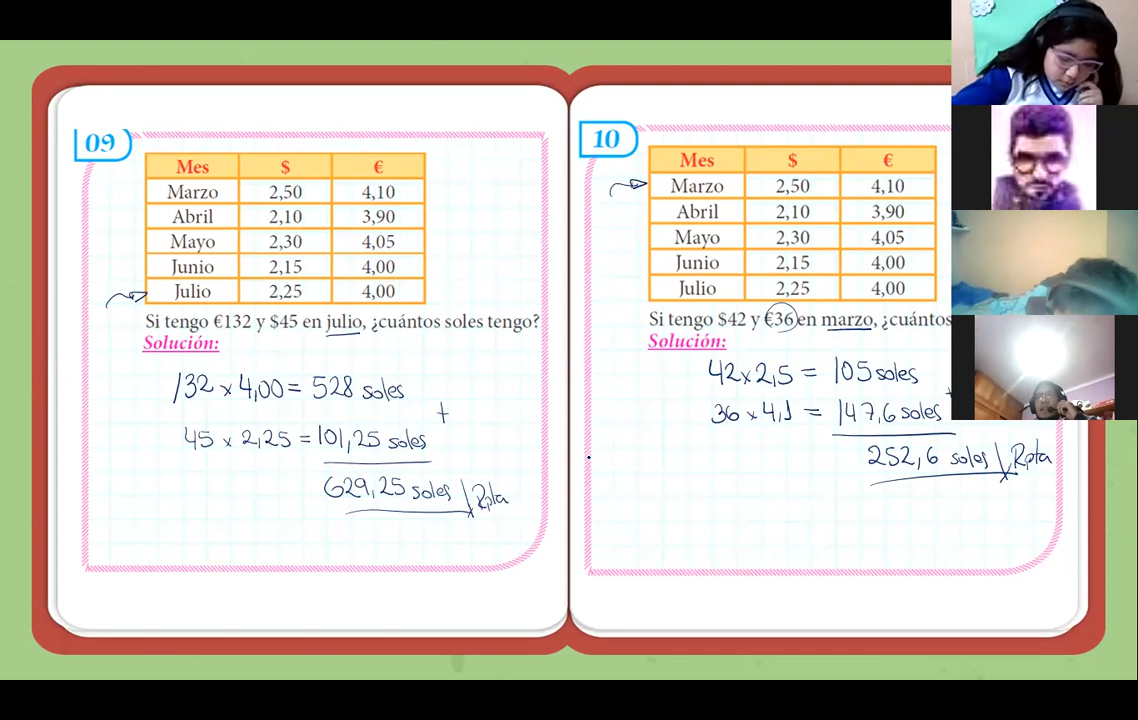 09
Mes $ €
Marzo 2,50 4,10
Abril 2,10 3,90
Mayo 2,30 4,05
Junio 2,15 4,00
Julio 2,25 4,00
Si tengo €132 y $45 en julio, ¿cuántos soles tengo?
Solución:
132 x 4,00 = 528 soles
+
45 x 2,25 = 101,25 soles
629,25 soles Rpta
10
Mes $ €
Marzo 2,50 4,10
Abril 2,10 3,90
Mayo 2,30 4,05
Junio 2,15 4,00
Julio 2,25 4,00
Si tengo $42 y €36 en marzo, ¿cuántos
Solución:
42 x 2,5 = 105 soles
36 x 4,1 = 147,6 soles
252,6 soles Rpta